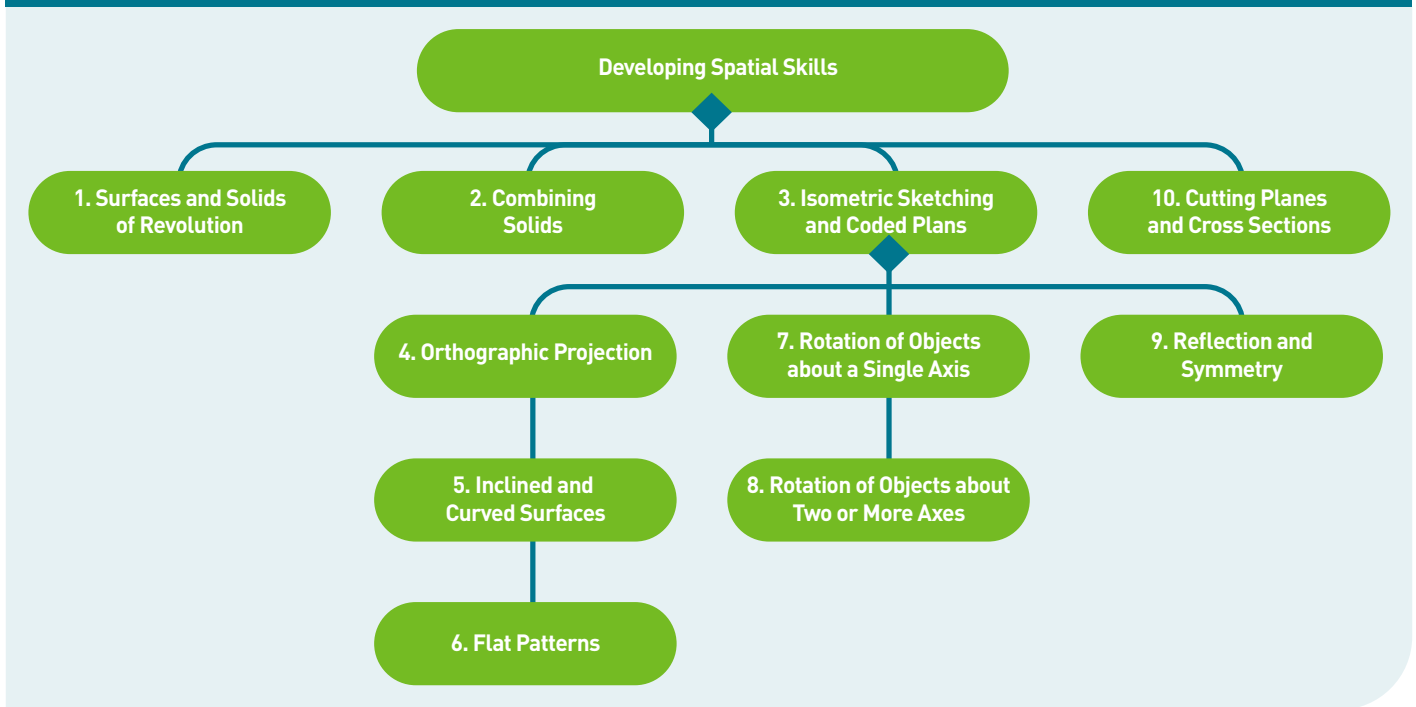 Developing Spatial Skills
1. Surfaces and Solids
of Revolution
2. Combining
Solids
3. Isometric Sketching
and Coded Plans
10. Cutting Planes
and Cross Sections
4. Orthographic Projection
7. Rotation of Objects
about a Single Axis
9. Reflection and
Symmetry
5. Inclined and
Curved Surfaces
8. Rotation of Objects about
Two or More Axes
6. Flat Patterns